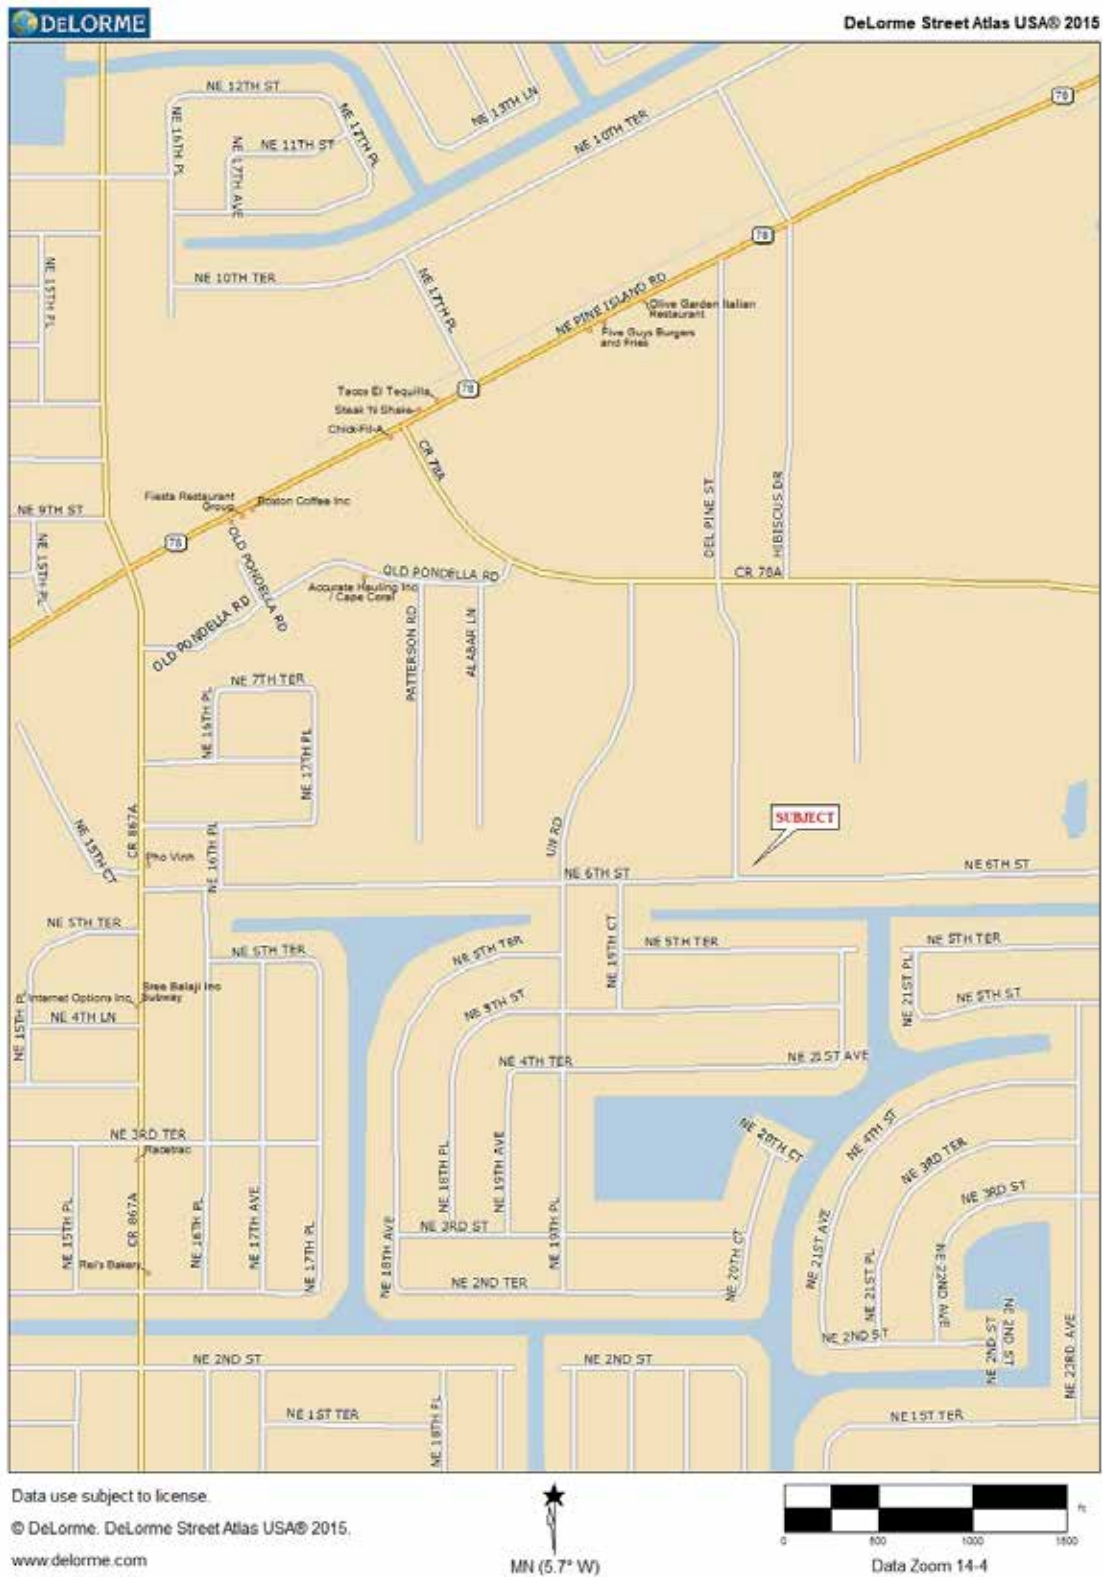 DELORME
DeLorme Street Atlas USA® 2015
78
NE 12TH ST
NE 13TH LN
NE 16TH PL
NE 17TH PL
NE 11TH ST
NE 17TH AVE
NE 10TH TER
78
NE 15TH PL
NE 10TH TER
NE 17TH PL
NE PINE ISLAND RD
Olive Garden Italian
Restaurant
Five Guys Burgers
and Fries
78
Tacos El Tequilla
Steak 'N Shake
Chick-Fil-A
CR 78A
Fiesta Restaurant
Group
Boston Coffee Inc
NE 9TH ST
DEL PINE ST
HIBISCUS DR
78
NE 15TH PL
OLD PONDELLA RD
OLD PONDELLA RD
CR 78A
Accurate Hauling Inc
/ Cape Coral
OLD PONDELLA RD
PATTERSON RD
ALABAR LN
NE 7TH TER
NE 16TH PL
NE 17TH PL
CR 867A
NE 15TH CT
Pho Vinh
NE 16TH PL
UN RD
SUBJECT
NE 6TH ST
NE 6TH ST
NE 5TH TER
NE 5TH TER
NE 5TH TER
NE 19TH CT
NE 5TH TER
NE 5TH TER
NE 21ST PL
Sree Balaji Inc
Internet Options Inc
Subway
NE 5TH ST
NE 5TH ST
NE 15TH PL
NE 4TH LN
NE 4TH TER
NE 21ST AVE
NE 3RD TER
Racetrac
NE 20TH CT
NE 4TH ST
NE 3RD TER
NE 18TH PL
NE 19TH AVE
NE 3RD ST
NE 15TH PL
CR 867A
NE 16TH PL
NE 17TH AVE
NE 17TH PL
NE 18TH AVE
NE 3RD ST
NE 19TH PL
NE 20TH CT
NE 21ST AVE
NE 21ST PL
NE 22ND AVE
Rei's Bakery
NE 2ND TER
NE 2ND ST
NE 2ND ST
NE 2ND ST
NE 23RD AVE
NE 2ND ST
NE 2ND ST
NE 1ST TER
NE 18TH PL
NE 1ST TER
Data use subject to license.
© DeLorme. DeLorme Street Atlas USA® 2015.
www.delorme.com
MN (5.7° W)
ft
0 500 1000 1500
Data Zoom 14-4